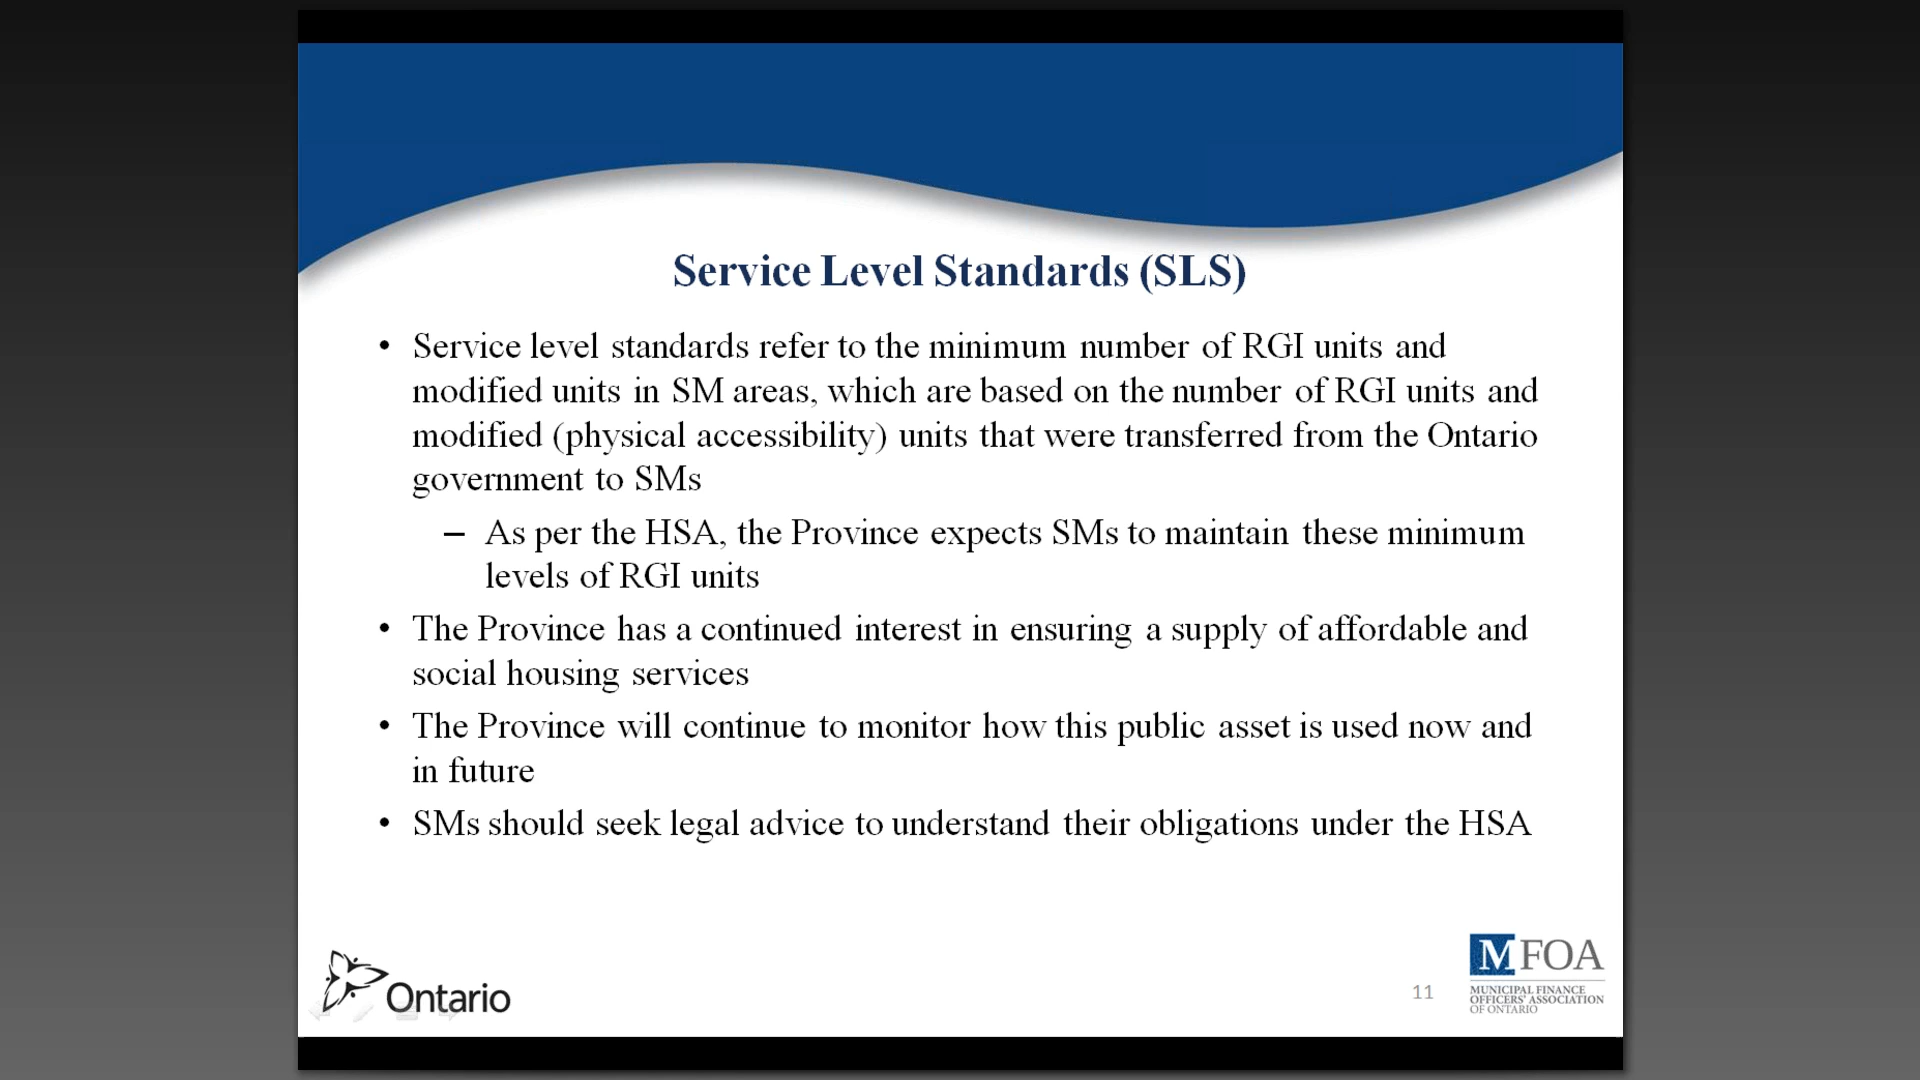 Service Level Standards (SLS)
• Service level standards refer to the minimum number of RGI units and
modified units in SM areas, which are based on the number of RGI units and
modified (physical accessibility) units that were transferred from the Ontario
government to SMs
– As per the HSA, the Province expects SMs to maintain these minimum
levels of RGI units
• The Province has a continued interest in ensuring a supply of affordable and
social housing services
• The Province will continue to monitor how this public asset is used now and
in future
• SMs should seek legal advice to understand their obligations under the HSA
Ontario
11
MFOA
MUNICIPAL FINANCE
OFFICERS' ASSOCIATION
OF ONTARIO